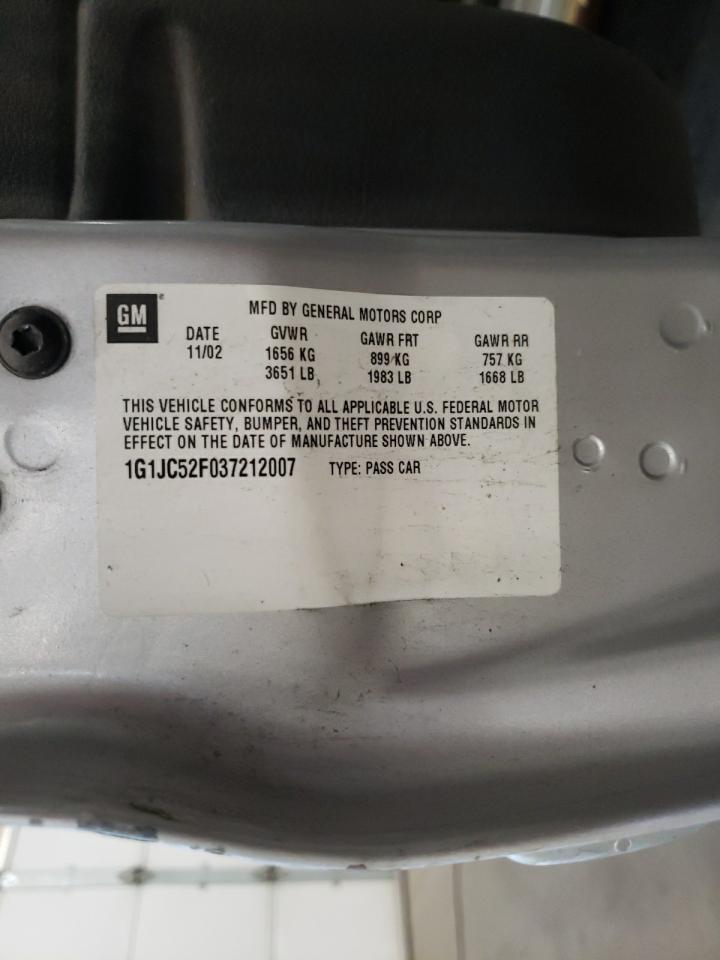 GM
MFD BY GENERAL MOTORS CORP
DATE GVWR GAWR FRT GAWR RR
11/02 1656 KG 899 KG 757 KG
3651 LB 1983 LB 1668 LB
THIS VEHICLE CONFORMS TO ALL APPLICABLE U.S. FEDERAL MOTOR
VEHICLE SAFETY, BUMPER, AND THEFT PREVENTION STANDARDS IN
EFFECT ON THE DATE OF MANUFACTURE SHOWN ABOVE.
1G1JC52F037212007 TYPE: PASS CAR